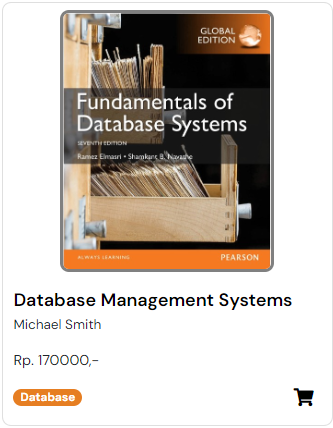 GLOBAL
EDITION
Fundamentals of
Database Systems
SEVENTH EDITION
Ramez Elmasri • Shamkant B. Navathe
ALWAYS LEARNING
PEARSON
Database Management Systems
Michael Smith
Rp. 170000,-
Database